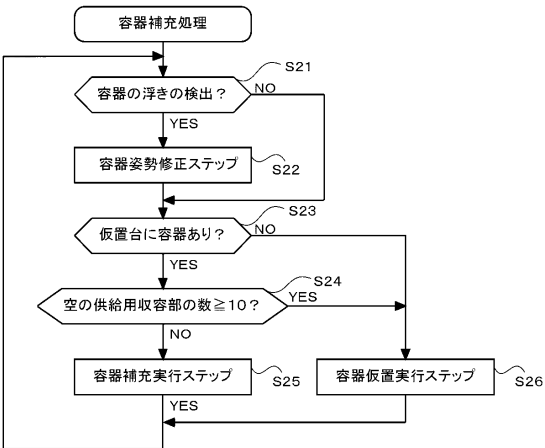 容器補充処理
S21
容器の浮きの検出？
NO
YES
容器姿勢修正ステップ
S22
S23
仮置台に容器あり？
NO
YES
S24
空の供給用収容部の数≧10？
YES
NO
容器補充実行ステップ
S25
容器仮置実行ステップ
S26
YES